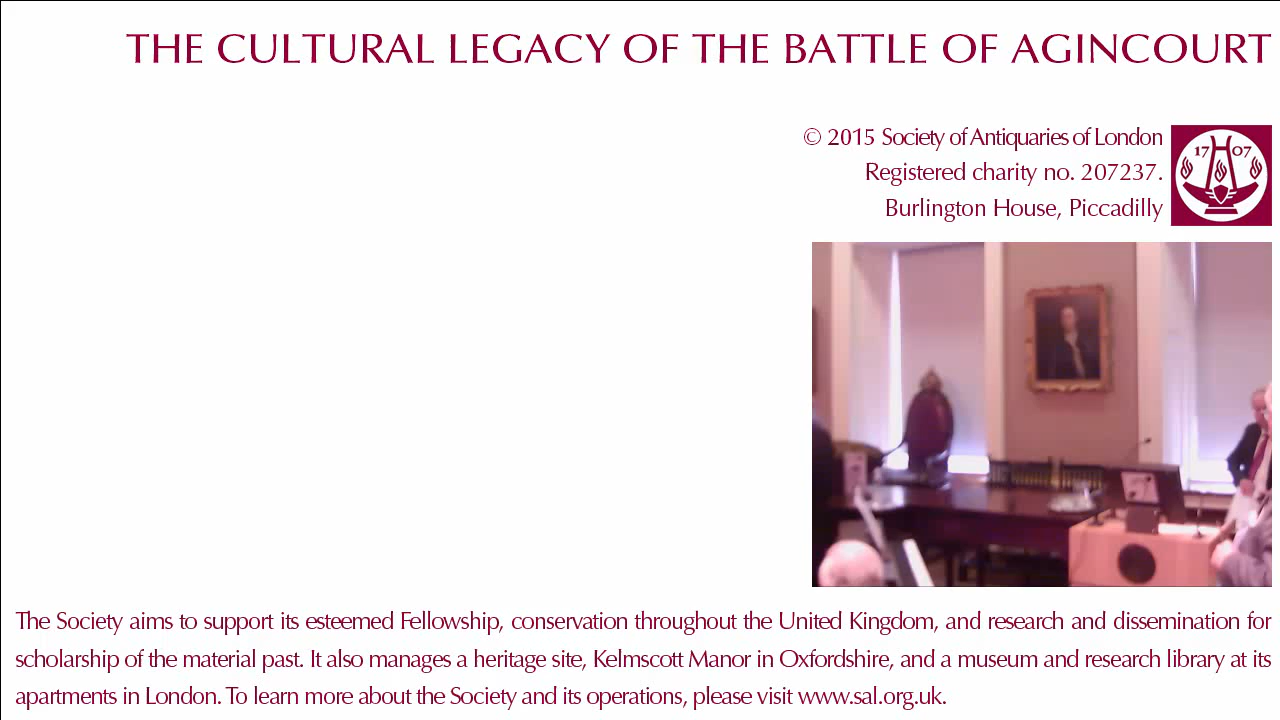 THE CULTURAL LEGACY OF THE BATTLE OF AGINCOURT
© 2015 Society of Antiquaries of London
Registered charity no. 207237.
Burlington House, Piccadilly
17 07
The Society aims to support its esteemed Fellowship, conservation throughout the United Kingdom, and research and dissemination for
scholarship of the material past. It also manages a heritage site, Kelmscott Manor in Oxfordshire, and a museum and research library at its
apartments in London. To learn more about the Society and its operations, please visit www.sal.org.uk.